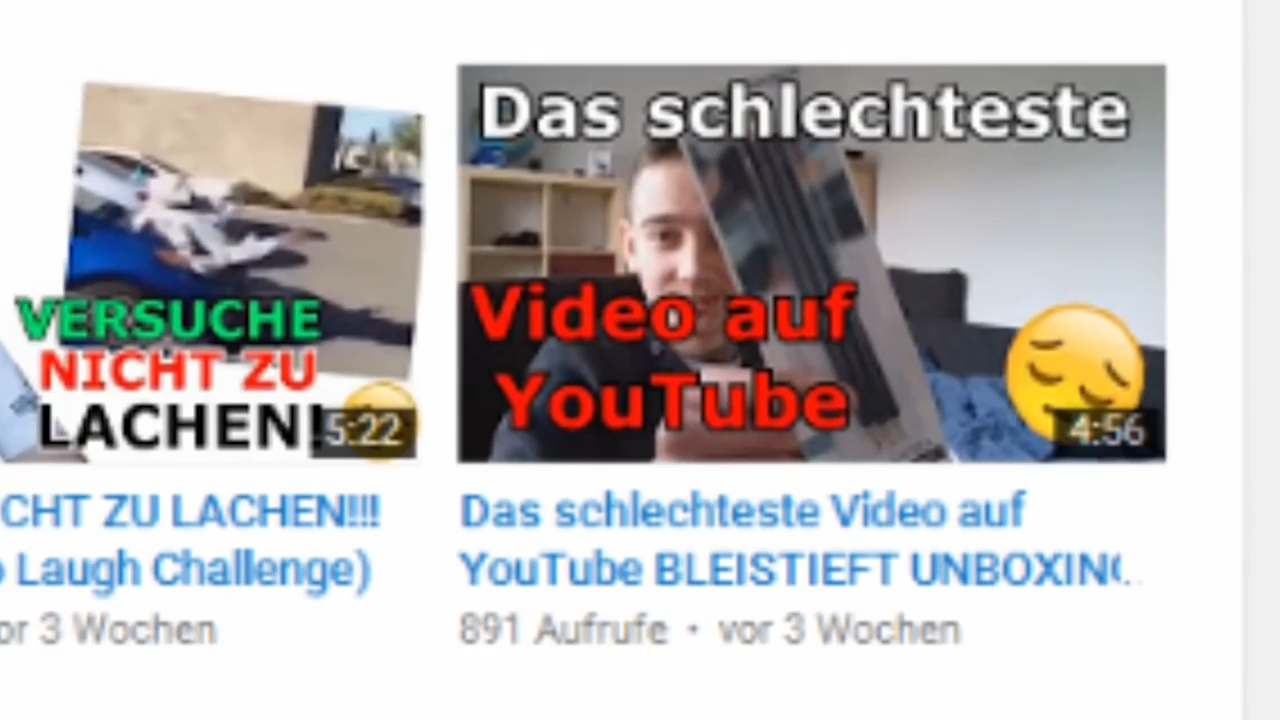 VERSUCHE
NICHT ZU
LACHEN!
5:22
CHT ZU LACHEN!!!
Laugh Challenge)
or 3 Wochen
Das schlechteste
Video auf
YouTube
4:56
Das schlechteste Video auf
YouTube BLEISTIEFT UNBOXING..
891 Aufrufe • vor 3 Wochen